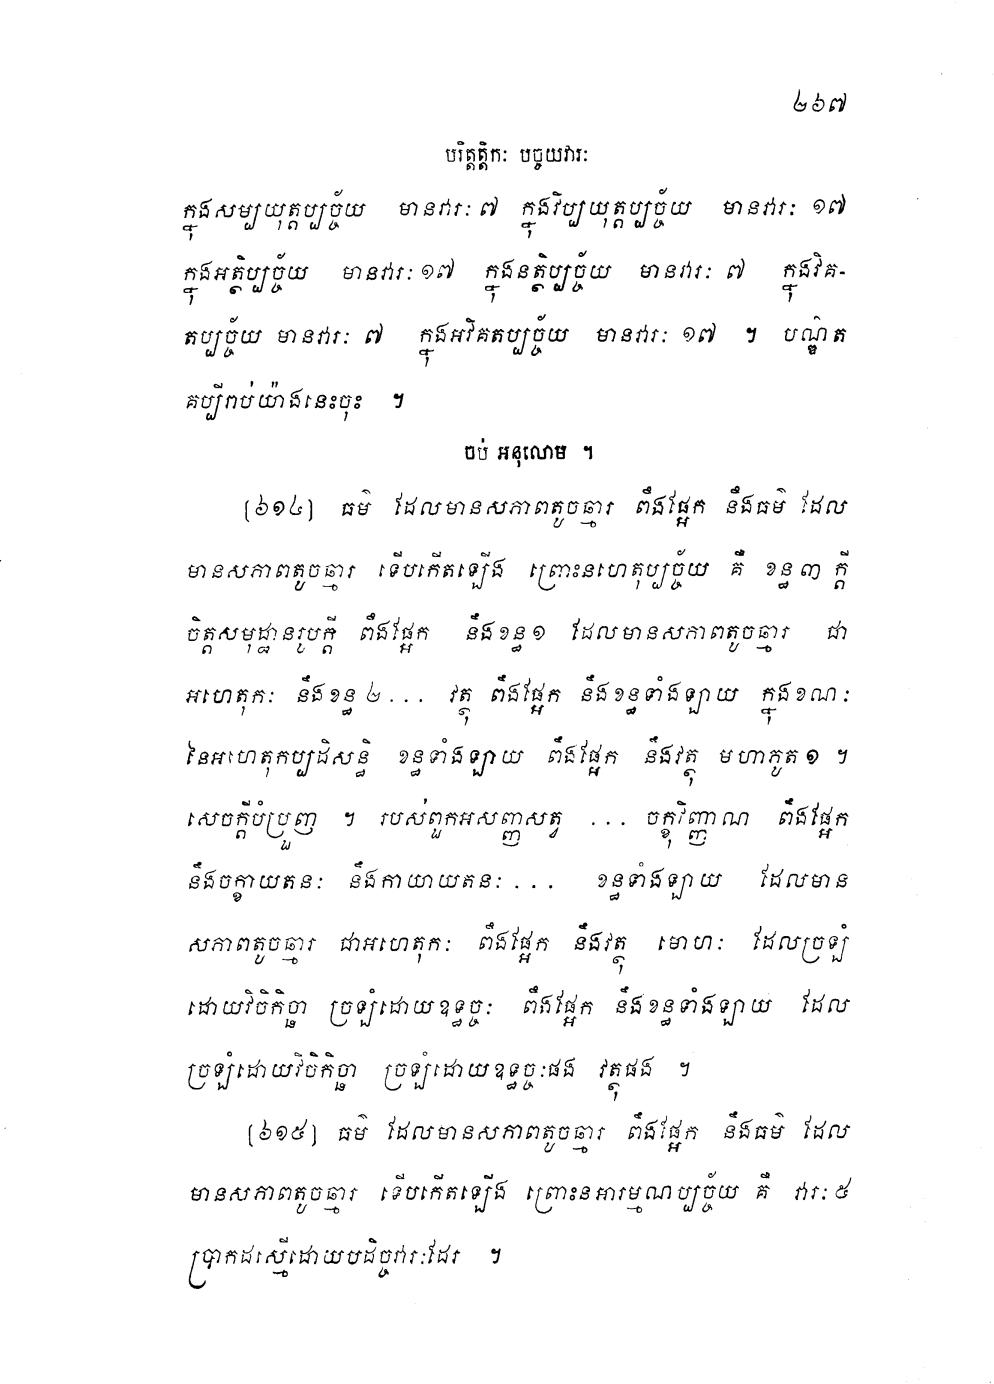 ២៦៧
បរិត្តត្តិកៈ បច្ចយវារៈ
ក្នុងសម្បយុត្តប្បច្ច័យ មានវារៈ ៧ ក្នុងវិប្បយុត្តប្បច្ច័យ មានវារៈ ១៧
ក្នុងអត្ថិប្បច្ច័យ មានវារៈ ១៧ ក្នុងនត្ថិប្បច្ច័យ មានវារៈ ៧ ក្នុងវិគ-
តប្បច្ច័យ មានវារៈ ៧ ក្នុងអវិគតប្បច្ច័យ មានវារៈ ១៧ ។ បណ្ឌិត
គប្បីរាប់យ៉ាងនេះចុះ ។
ចប់ អនុលោម ។
[៦១៤] ធម៌ ដែលមានសភាពតូចឆ្មារ ពឹងផ្អែក នឹងធម៌ ដែល
មានសភាពតូចឆ្មារ ទើបកើតឡើង ព្រោះនហេតុប្បច្ច័យ គឺ ខន្ធ ៣ ក្តី
ចិត្តសមុដ្ឋានរូបក្តី ពឹងផ្អែក នឹងខន្ធ ១ ដែលមានសភាពតូចឆ្មារ ជា
អហេតុកៈ នឹងខន្ធ ២ ... វត្ថុ ពឹងផ្អែក នឹងខន្ធទាំងឡាយ ក្នុងខណៈ
នៃអហេតុកប្បដិសន្ធិ ខន្ធទាំងឡាយ ពឹងផ្អែក នឹងវត្ថុ មហាភូត ១ ។
សេចក្តីបំប្រួញ ។ របស់ពួកអសញ្ញសត្វ ... ចក្ខុវិញ្ញាណ ពឹងផ្អែក
នឹងចក្ខាយតនៈ នឹងកាយាយតនៈ ... ខន្ធទាំងឡាយ ដែលមាន
សភាពតូចឆ្មារ ជាអហេតុកៈ ពឹងផ្អែក នឹងវត្ថុ មោហៈ ដែលច្រឡំ
ដោយវិចិកិច្ឆា ច្រឡំដោយឧទ្ធច្ចៈ ពឹងផ្អែក នឹងខន្ធទាំងឡាយ ដែល
ច្រឡំដោយវិចិកិច្ឆា ច្រឡំដោយឧទ្ធច្ចៈផង វត្ថុផង ។
[៦១៥] ធម៌ ដែលមានសភាពតូចឆ្មារ ពឹងផ្អែក នឹងធម៌ ដែល
មានសភាពតូចឆ្មារ ទើបកើតឡើង ព្រោះនអារម្មណប្បច្ច័យ គឺ វារៈ ៥
ប្រាកដស្មើដោយបដិច្ចវារៈដែរ ។